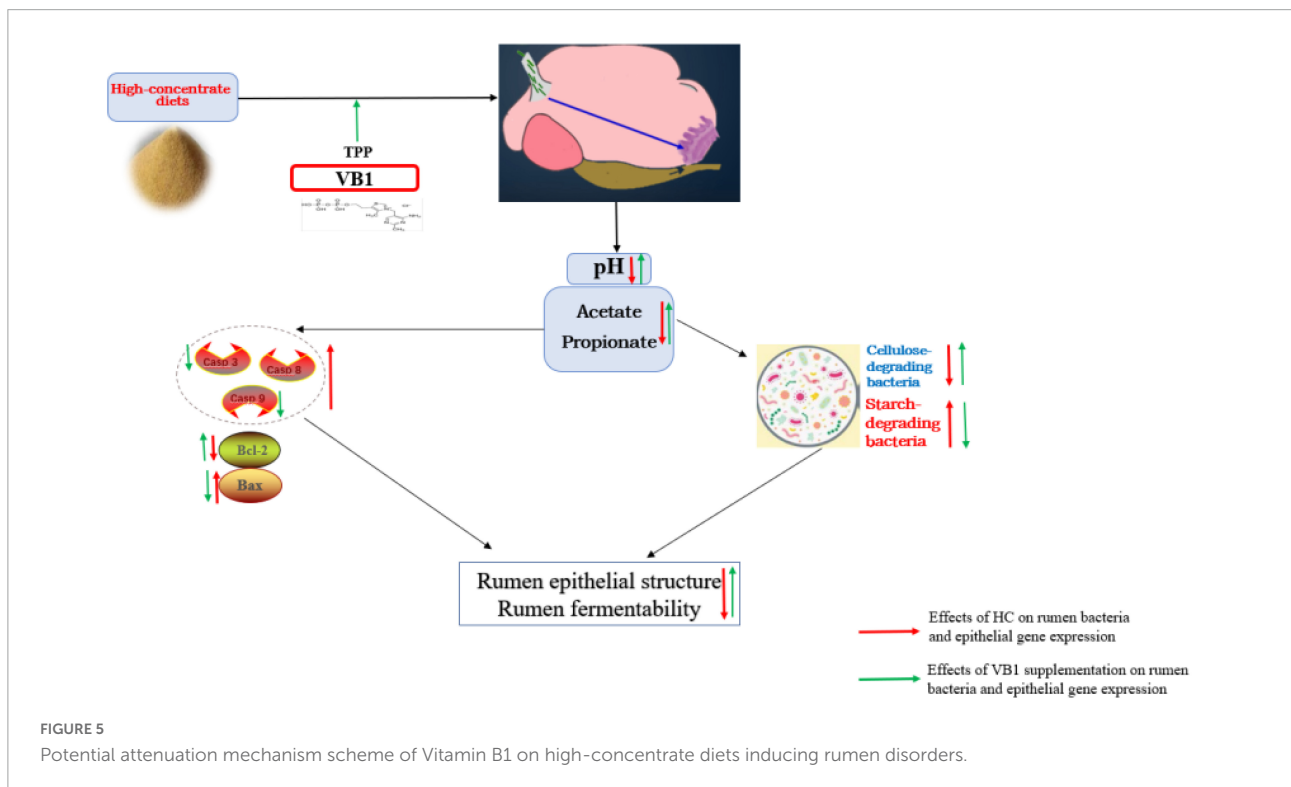 High-concentrate
diets
TPP
VB1
pH
Acetate
Propionate
Casp 3
Casp 8
Casp 9
Bcl-2
Bax
Cellulose-
degrading
bacteria
Starch-
degrading
bacteria
Rumen epithelial structure
Rumen fermentability
Effects of HC on rumen bacteria
and epithelial gene expression
Effects of VB1 supplementation on rumen
bacteria and epithelial gene expression
FIGURE 5
Potential attenuation mechanism scheme of Vitamin B1 on high-concentrate diets inducing rumen disorders.